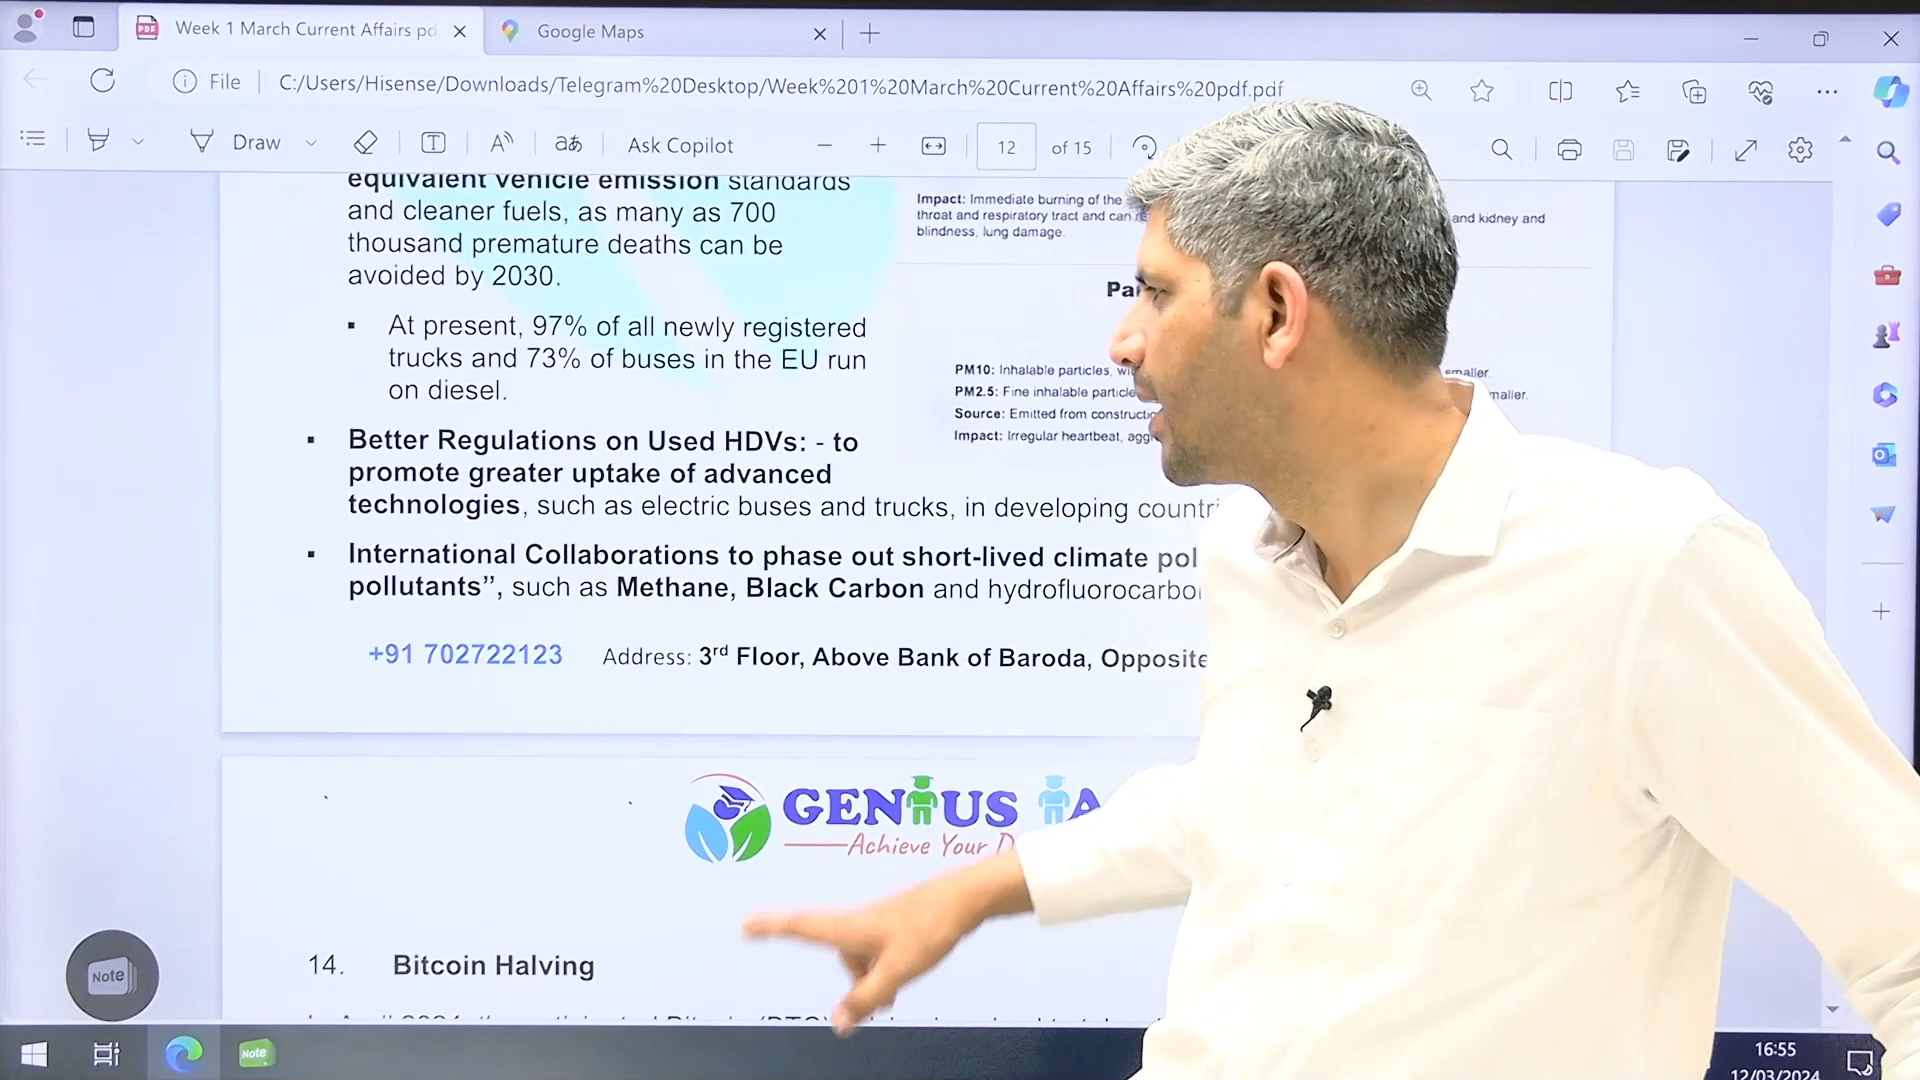 Week 1 March Current Affairs pd
Google Maps
File
C:/Users/Hisense/Downloads/Telegram%20Desktop/Week%201%20March%20Current%20Affairs%20pdf.pdf
Draw
Ask Copilot
12
of 15
equivalent vehicle emission standards
and cleaner fuels, as many as 700
thousand premature deaths can be
avoided by 2030.
▪ At present, 97% of all newly registered
trucks and 73% of buses in the EU run
on diesel.
Impact: Immediate burning of the
throat and respiratory tract and can and kidney and
blindness, lung damage.
PM10: Inhalable particles, smaller.
PM2.5: Fine inhalable smaller.
Source: Emitted from
Impact: Irregular heartbeat,
▪ Better Regulations on Used HDVs: - to
promote greater uptake of advanced
technologies, such as electric buses and trucks, in developing
▪ International Collaborations to phase out short-lived climate
pollutants”, such as Methane, Black Carbon and
+91 702722123 Address: 3rd Floor, Above Bank of Baroda, Opposite
GENIUS
Achieve Your
14. Bitcoin Halving
Note
Note
16:55
12/03/2024